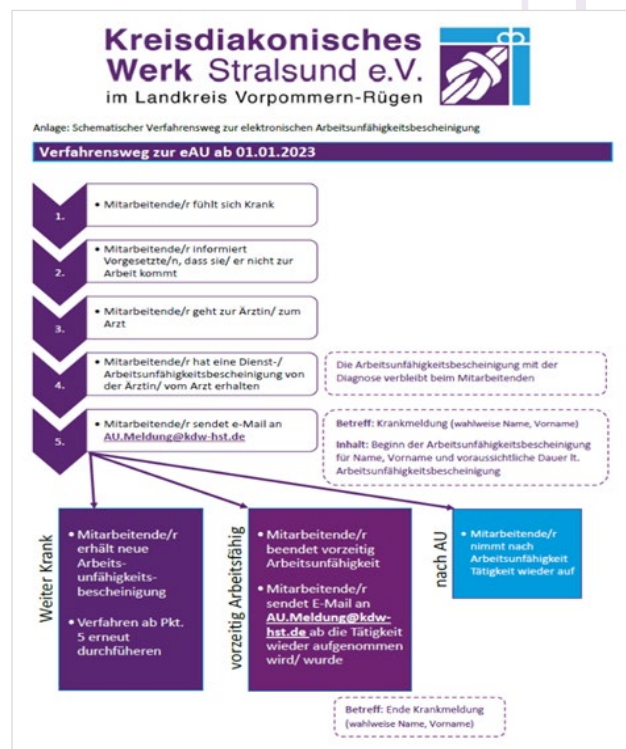 Kreisdiakonisches
Werk Stralsund e.V.
im Landkreis Vorpommern-Rügen
Anlage: Schematischer Verfahrensweg zur elektronischen Arbeitsunfähigkeitsbescheinigung
Verfahrensweg zur eAU ab 01.01.2023
1.
• Mitarbeitende/r fühlt sich Krank
2.
• Mitarbeitende/r informiert
Vorgesetzte/n, dass sie/ er nicht zur
Arbeit kommt
3.
• Mitarbeitende/r geht zur Ärztin/ zum
Arzt
4.
• Mitarbeitende/r hat eine Dienst-/
Arbeitsunfähigkeitsbescheinigung von
der Ärztin/ vom Arzt erhalten
Die Arbeitsunfähigkeitsbescheinigung mit der
Diagnose verbleibt beim Mitarbeitenden
5.
• Mitarbeitende/r sendet e-Mail an
AU.Meldung@kdw-hst.de
Betreff: Krankmeldung (wahlweise Name, Vorname)
Inhalt: Beginn der Arbeitsunfähigkeitsbescheinigung
für Name, Vorname und voraussichtliche Dauer lt.
Arbeitsunfähigkeitsbescheinigung
Weiter Krank
• Mitarbeitende/r
erhält neue
Arbeits-
unfähigkeits-
bescheinigung
• Verfahren ab Pkt.
5 erneut
durchfüheren
vorzeitig Arbeitsfähig
• Mitarbeitende/r
beendet vorzeitig
Arbeitsunfähigkeit
• Mitarbeitende/r
sendet E-Mail an
AU.Meldung@kdw-
hst.de ab die Tätigkeit
wieder aufgenommen
wird/ wurde
nach AU
• Mitarbeitende/r
nimmt nach
Arbeitsunfähigkeit
Tätigkeit wieder auf
Betreff: Ende Krankmeldung
(wahlweise Name, Vorname)